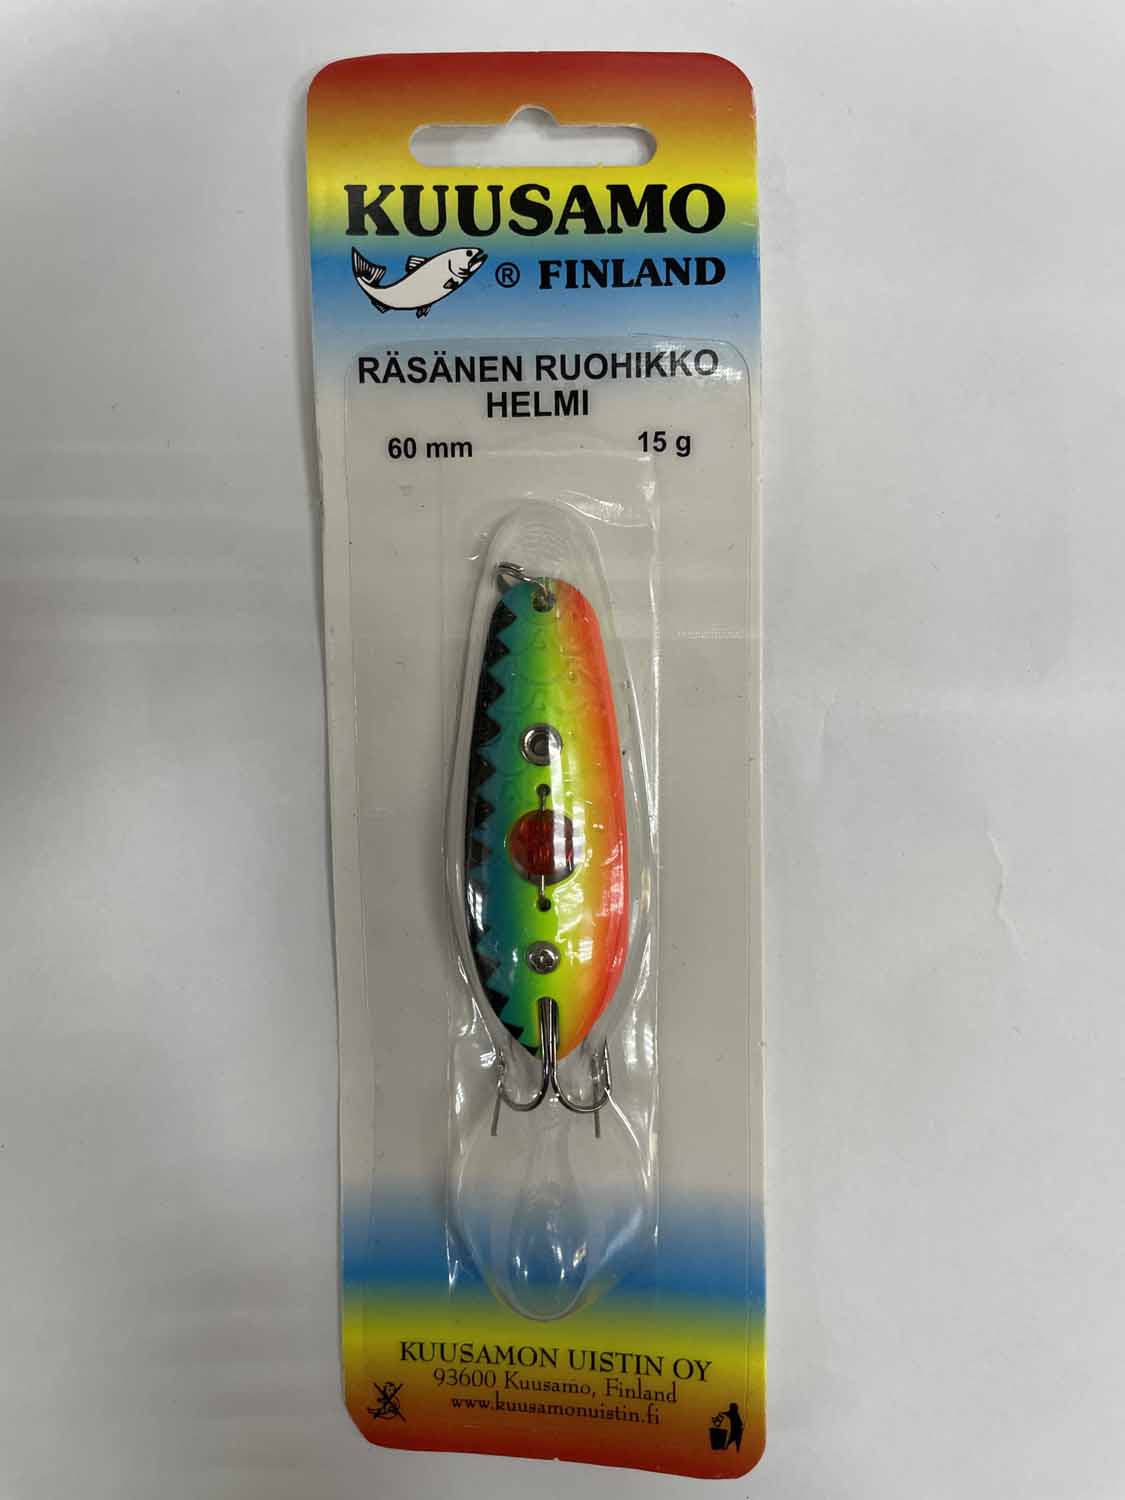 KUUSAMO
® FINLAND
RÄSÄNEN RUOHIKKO
HELMI
60 mm 15 g
KUUSAMON UISTIN OY
93600 Kuusamo, Finland
www.kuusamonuistin.fi